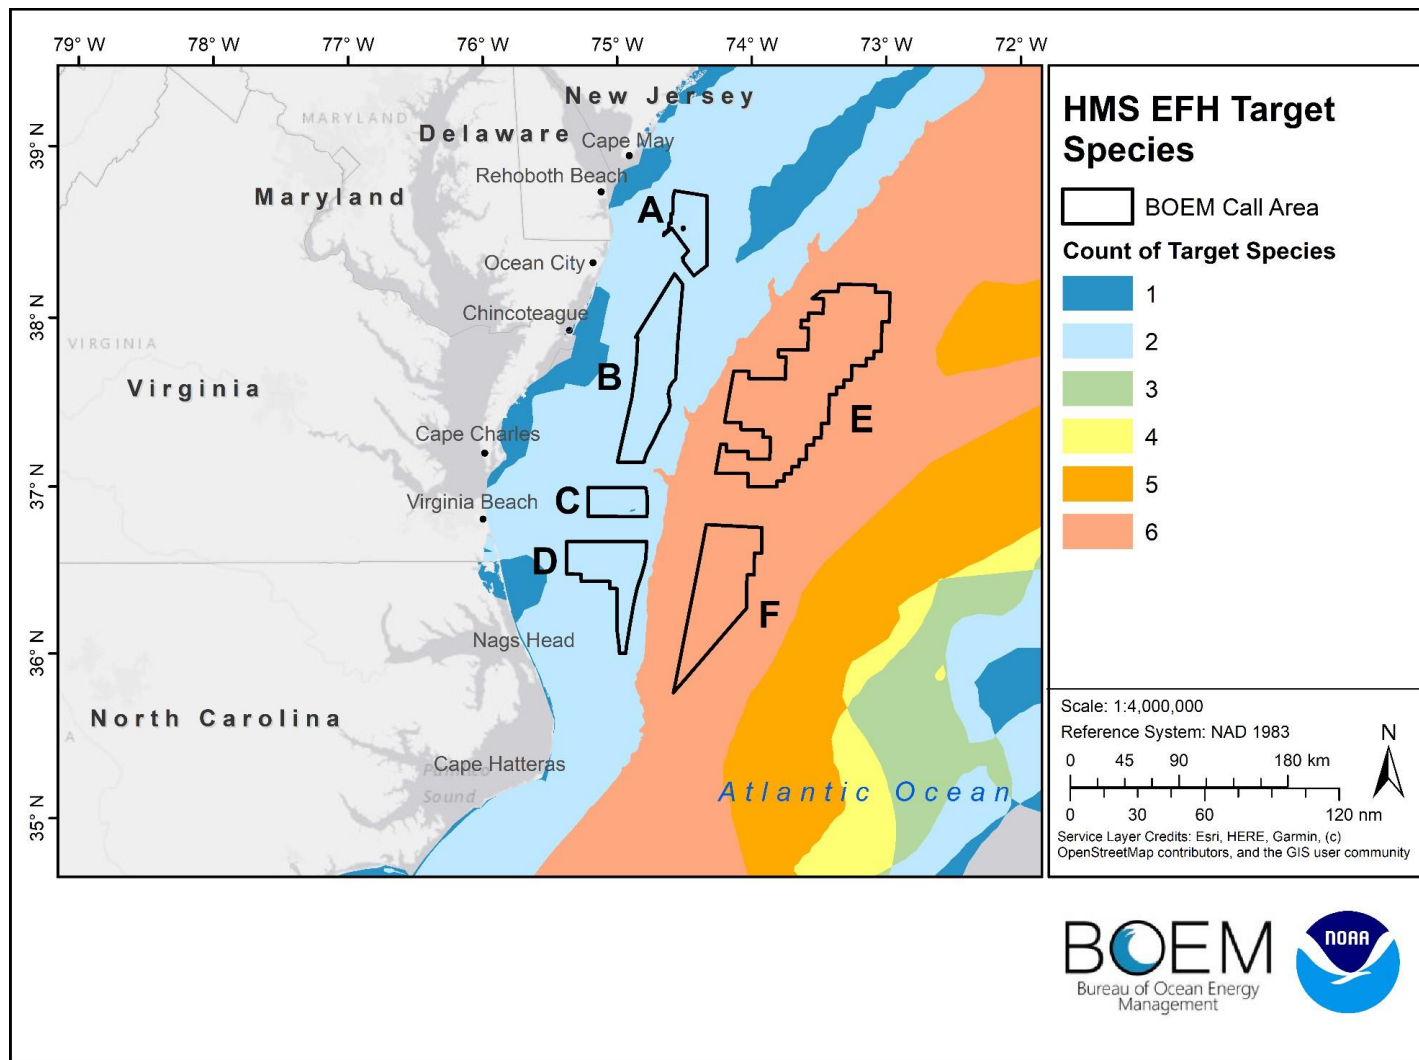 79° W 78° W 77° W 76° W 75° W 74° W 73° W 72° W
39° N
38° N
37° N
36° N
35° N
New Jersey
MARYLAND
Delaware
Cape May
Rehoboth Beach
Maryland
A
Ocean City
Chincoteague
VIRGINIA
B
Virginia
E
Cape Charles
Virginia Beach
C
D
F
Nags Head
North Carolina
A
Cape Hatteras
Pamlico
Sound
Atlantic Ocean
HMS EFH Target
Species
BOEM Call Area
Count of Target Species
1
2
3
4
5
6
Scale: 1:4,000,000
Reference System: NAD 1983
N
0 45 90 180 km
0 30 60 120 nm
Service Layer Credits: Esri, HERE, Garmin, (c)
OpenStreetMap contributors, and the GIS user community
BOEM
Bureau of Ocean Energy
Management
NOAA